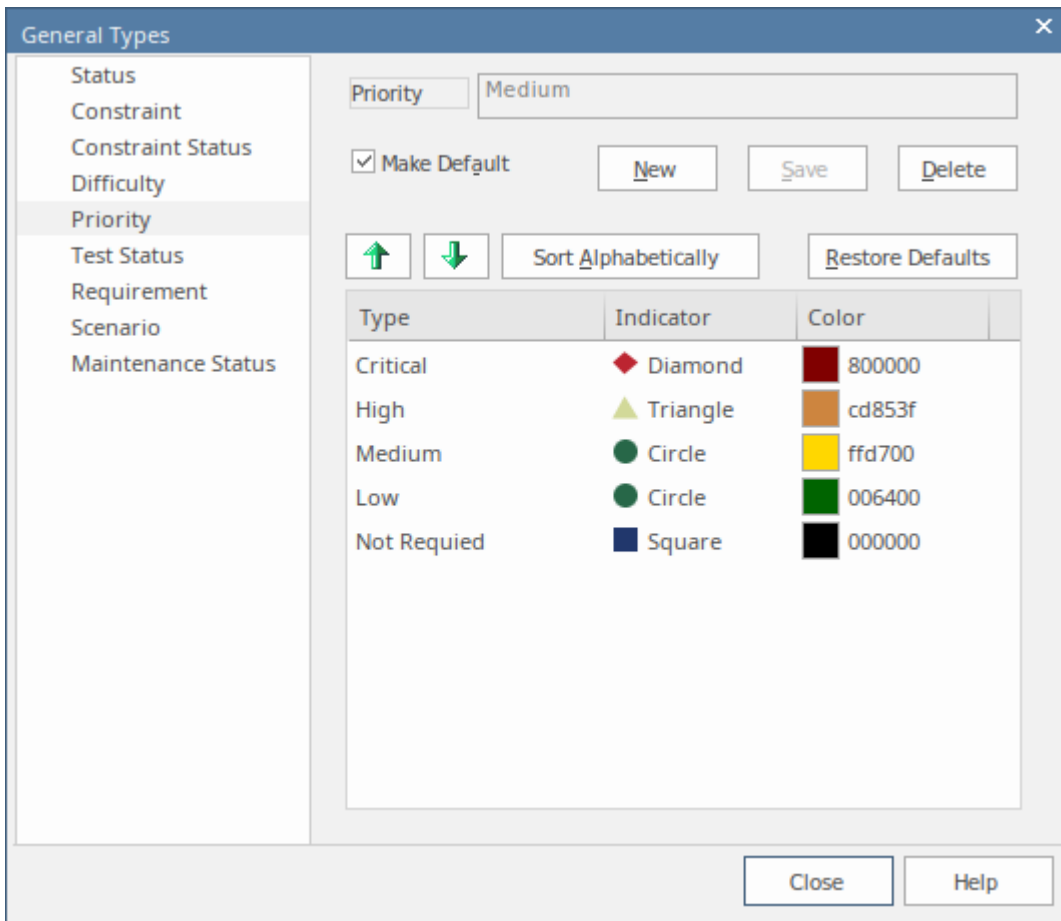 General Types
Status
Constraint
Constraint Status
Difficulty
Priority
Test Status
Requirement
Scenario
Maintenance Status
Priority Medium
Make Default New Save Delete
Sort Alphabetically Restore Defaults
Type Indicator Color
Critical Diamond 800000
High Triangle cd853f
Medium Circle ffd700
Low Circle 006400
Not Requied Square 000000
Close Help